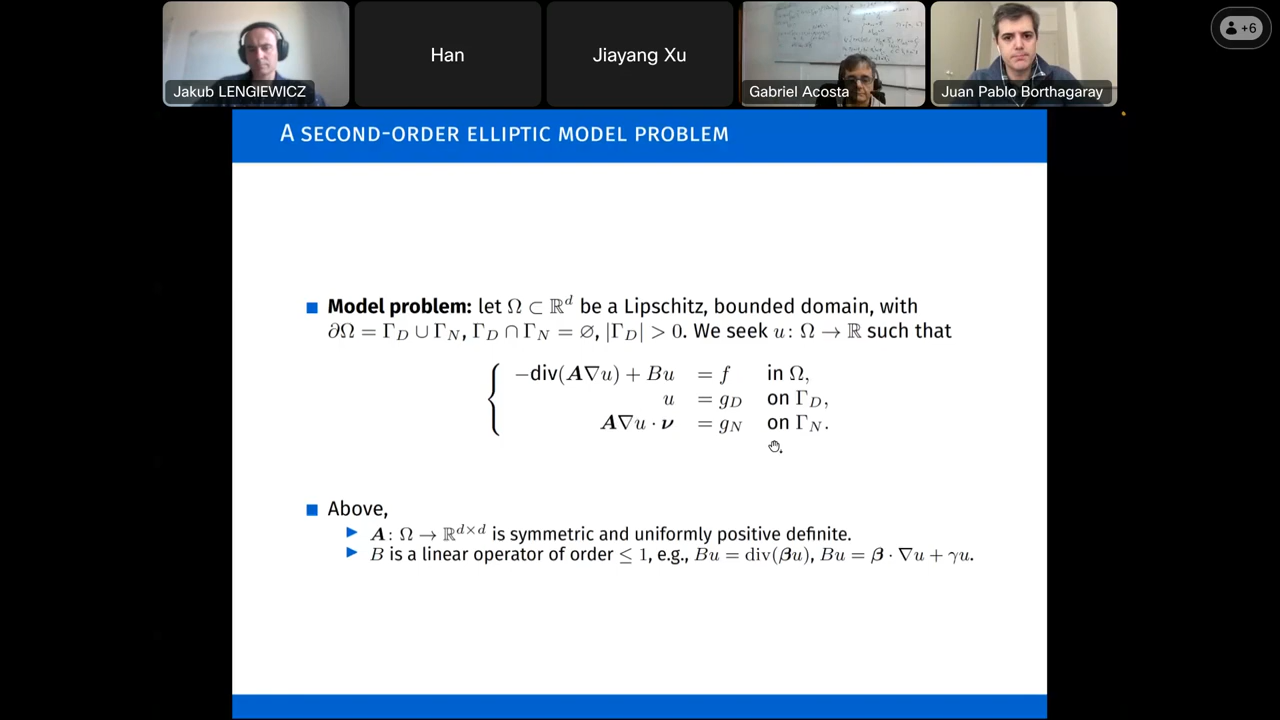 Jakub LENGIEWICZ
Han
Jiayang Xu
Gabriel Acosta
Juan Pablo Borthagaray
+6
A SECOND-ORDER ELLIPTIC MODEL PROBLEM
Model problem: let Ω ⊂ ℝᵈ be a Lipschitz, bounded domain, with
∂Ω = Γ_D ∪ Γ_N, Γ_D ∩ Γ_N = ∅, |Γ_D| > 0. We seek u: Ω → ℝ such that
−div(A∇u) + Bu = f in Ω,
u = g_D on Γ_D,
A∇u · ν = g_N on Γ_N.
Above,
A: Ω → ℝ^{d×d} is symmetric and uniformly positive definite.
B is a linear operator of order ≤ 1, e.g., Bu = div(βu), Bu = β · ∇u + γu.